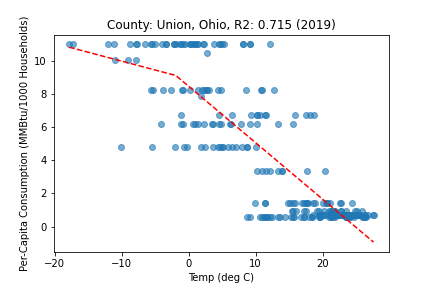 County: Union, Ohio, R2: 0.715 (2019)
Per-Capita Consumption (MMBtu/1000 Households)
10
8
6
4
2
0
−20 −10 0 10 20
Temp (deg C)